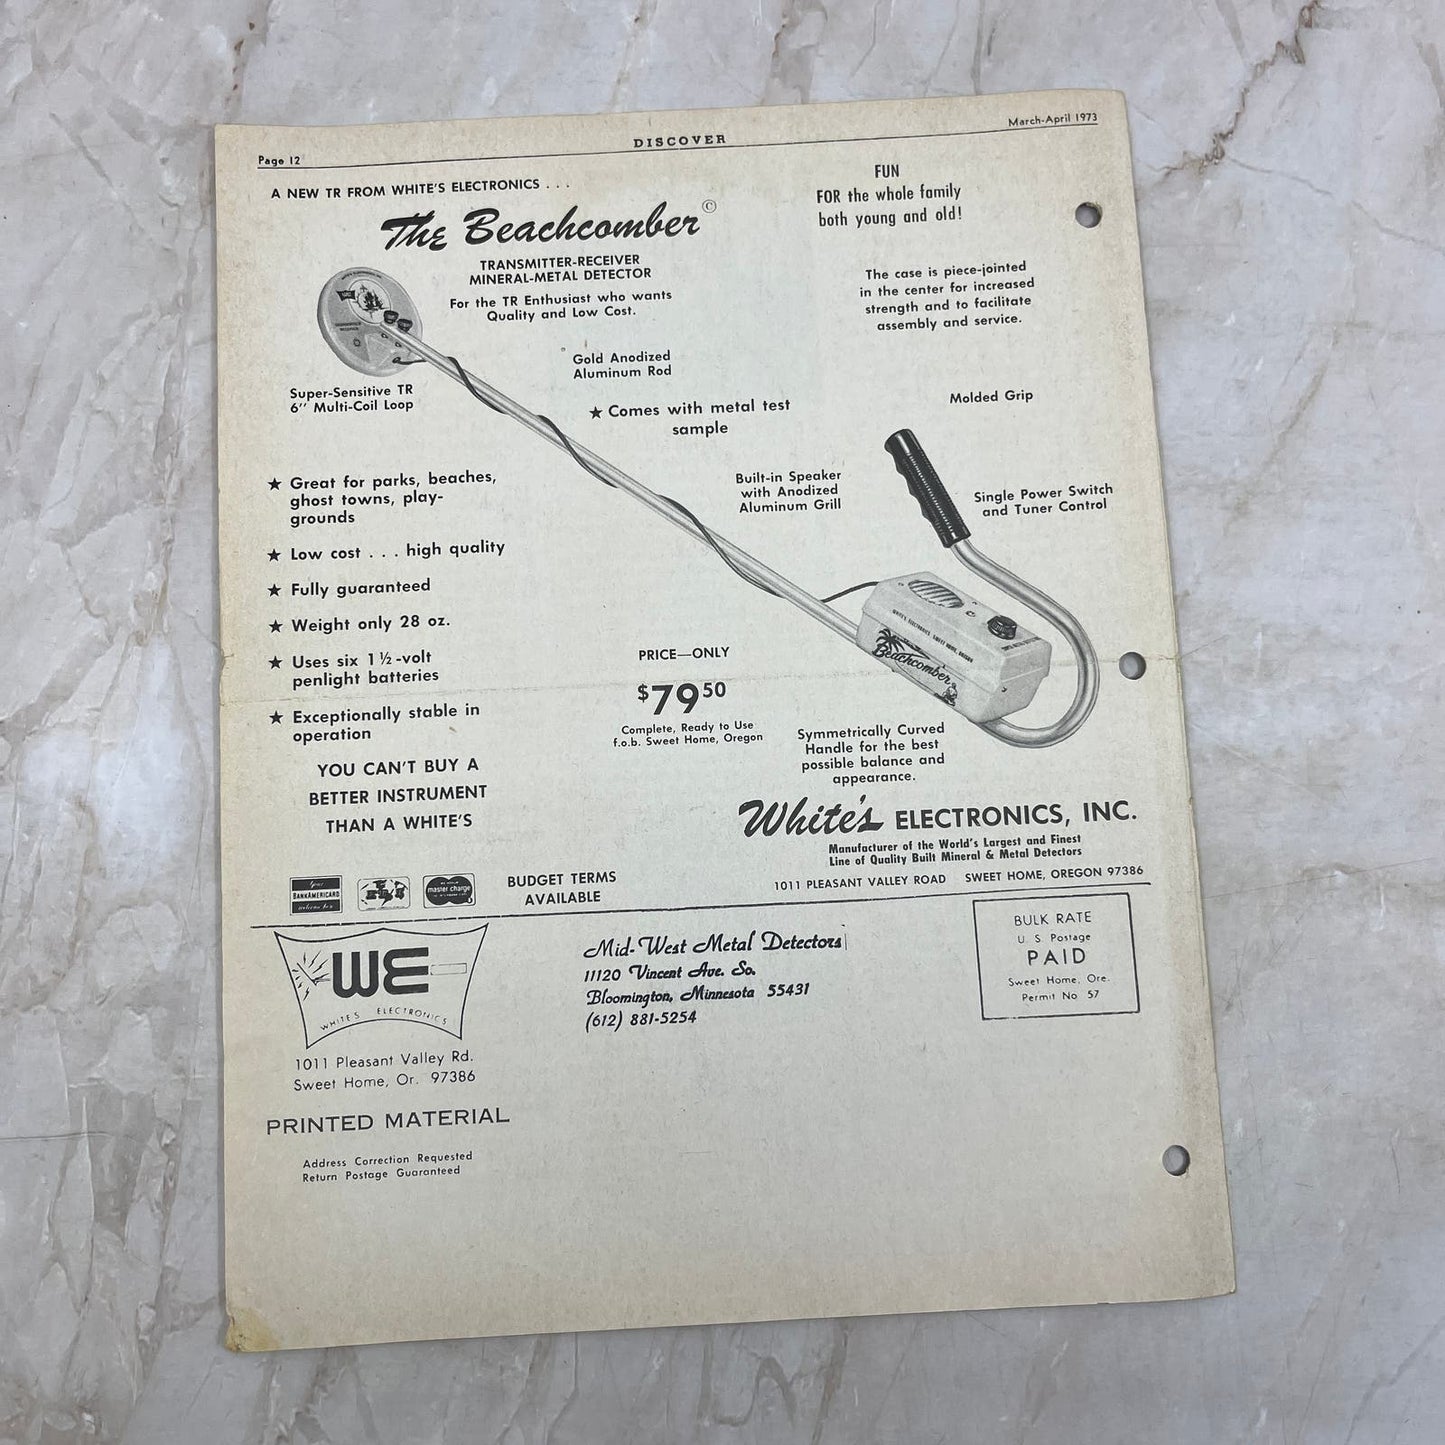 Page 12
DISCOVER
March-April 1973
A NEW TR FROM WHITE'S ELECTRONICS . . .
The Beachcomber ©
TRANSMITTER-RECEIVER
MINERAL-METAL DETECTOR
For the TR Enthusiast who wants
Quality and Low Cost.
FUN
FOR the whole family
both young and old!
The case is piece-jointed
in the center for increased
strength and to facilitate
assembly and service.
Gold Anodized
Aluminum Rod
Super-Sensitive TR
6" Multi-Coil Loop
★ Comes with metal test
sample
Molded Grip
Built-in Speaker
with Anodized
Aluminum Grill
Single Power Switch
and Tuner Control
★ Great for parks, beaches,
ghost towns, play-
grounds
★ Low cost . . . high quality
★ Fully guaranteed
★ Weight only 28 oz.
★ Uses six 1½-volt
penlight batteries
★ Exceptionally stable in
operation
WHITE'S ELECTRONICS, SWEET HOME, OREGON
Beachcomber
PRICE—ONLY
$79 50
Complete, Ready to Use
f.o.b. Sweet Home, Oregon
Symmetrically Curved
Handle for the best
possible balance and
appearance.
YOU CAN'T BUY A
BETTER INSTRUMENT
THAN A WHITE'S
White's ELECTRONICS, INC.
Manufacturer of the World's Largest and Finest
Line of Quality Built Mineral & Metal Detectors
1011 PLEASANT VALLEY ROAD SWEET HOME, OREGON 97386
Your
BANKAMERICARD
welcome here
master charge
BUDGET TERMS
AVAILABLE
WE
WHITE'S ELECTRONICS
1011 Pleasant Valley Rd.
Sweet Home, Or. 97386
Mid-West Metal Detectors
11120 Vincent Ave. So.
Bloomington, Minnesota 55431
(612) 881-5254
BULK RATE
U S Postage
PAID
Sweet Home, Ore.
Permit No 57
PRINTED MATERIAL
Address Correction Requested
Return Postage Guaranteed